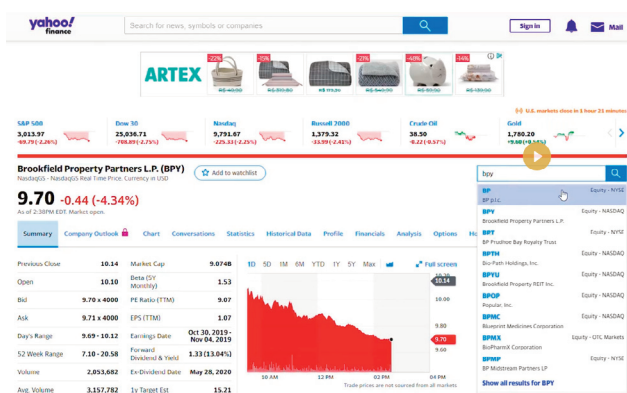 yahoo!
finance
Search for news, symbols or companies
Sign in
Mail
ARTEX
-22%
-15%
-21%
-40%
-14%
U.S. markets close in 1 hour 21 minutes
S&P 500
3,013.97
-69.79 (-2.26%)
Dow 30
25,036.71
-708.89 (-2.75%)
Nasdaq
9,791.67
-225.33 (-2.25%)
Russell 2000
1,379.32
-33.99 (-2.41%)
Crude Oil
38.50
-0.22 (-0.57%)
Gold
1,780.20
Brookfield Property Partners L.P. (BPY)
NasdaqGS - NasdaqGS Real Time Price. Currency in USD
Add to watchlist
9.70 -0.44 (-4.34%)
As of 2:38PM EDT. Market open.
Summary Company Outlook Chart Conversations Statistics Historical Data Profile Financials Analysis Options
Previous Close 10.14
Open 10.10
Bid 9.70 x 4000
Ask 9.71 x 4000
Day's Range 9.69 - 10.12
52 Week Range 7.10 - 20.58
Volume 2,053,682
Avg. Volume 3,157,782
Market Cap 9.074B
Beta (5Y
Monthly) 1.53
PE Ratio (TTM) 9.07
EPS (TTM) 1.07
Earnings Date Oct 30, 2019 -
Nov 04, 2019
Forward
Dividend & Yield 1.33 (13.04%)
Ex-Dividend Date May 28, 2020
1y Target Est 15.21
1D 5D 1M 6M YTD 1Y 5Y Max Full screen
10.14
10.00
9.80
9.70
9.60
10 AM 12 PM 02 PM 04 PM
Trade prices are not sourced from all markets
bpy
BP Equity - NYSE
BP p.l.c.
BPY Equity - NASDAQ
Brookfield Property Partners L.P.
BPT Equity - NYSE
BP Prudhoe Bay Royalty Trust
BPTH Equity - NASDAQ
Bio-Path Holdings, Inc.
BPYU Equity - NASDAQ
Brookfield Property REIT Inc.
BPOP Equity - NASDAQ
Popular, Inc.
BPMC Equity - NASDAQ
Blueprint Medicines Corporation
BPMX Equity - OTC Markets
BioPharmX Corporation
BPMP Equity - NYSE
BP Midstream Partners LP
Show all results for BPY